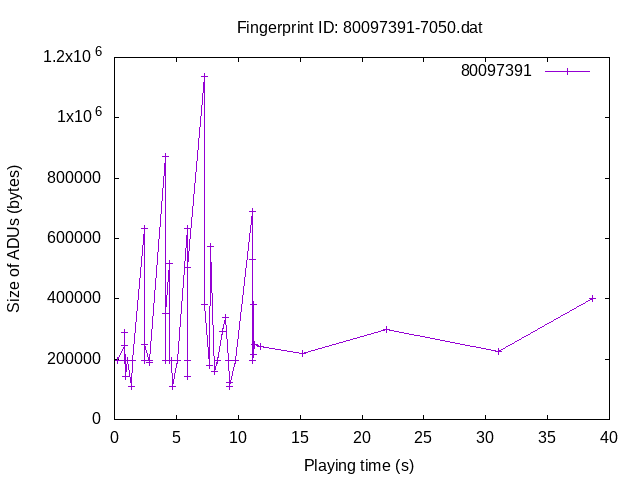 Fingerprint ID: 80097391-7050.dat
80097391
1.2x10^6
1x10^6
800000
600000
400000
200000
0
Size of ADUs (bytes)
0 5 10 15 20 25 30 35 40
Playing time (s)